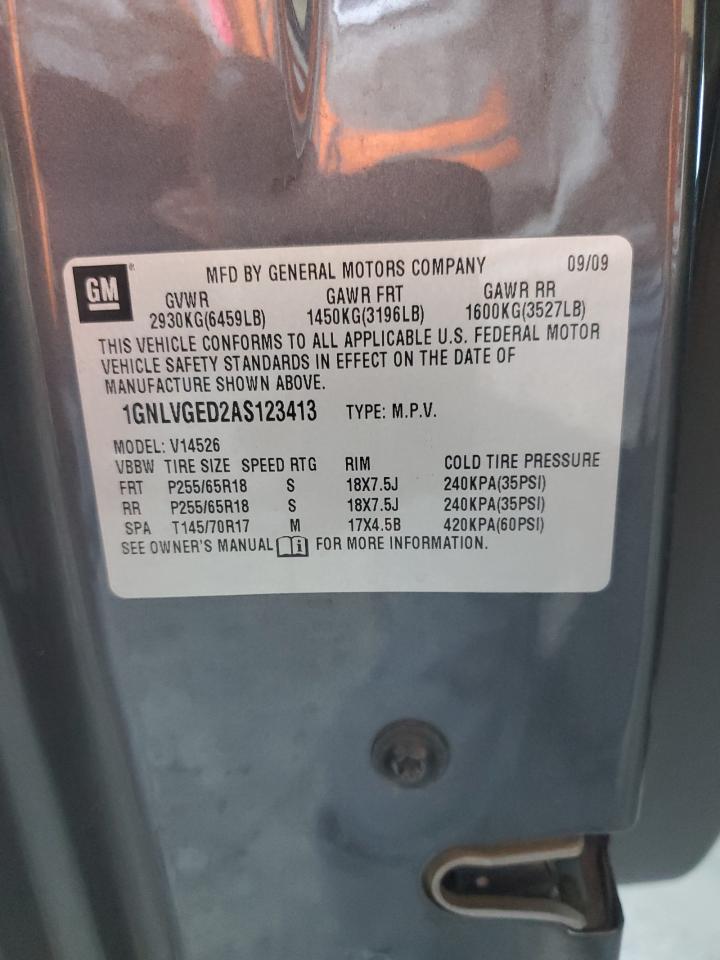 GM® MFD BY GENERAL MOTORS COMPANY 09/09
GVWR GAWR FRT GAWR RR
2930KG(6459LB) 1450KG(3196LB) 1600KG(3527LB)
THIS VEHICLE CONFORMS TO ALL APPLICABLE U.S. FEDERAL MOTOR
VEHICLE SAFETY STANDARDS IN EFFECT ON THE DATE OF
MANUFACTURE SHOWN ABOVE.
1GNLVGED2AS123413 TYPE: M.P.V.
MODEL: V14526
VBBW TIRE SIZE SPEED RTG RIM COLD TIRE PRESSURE
FRT P255/65R18 S 18X7.5J 240KPA(35PSI)
RR P255/65R18 S 18X7.5J 240KPA(35PSI)
SPA T145/70R17 M 17X4.5B 420KPA(60PSI)
SEE OWNER'S MANUAL i FOR MORE INFORMATION.